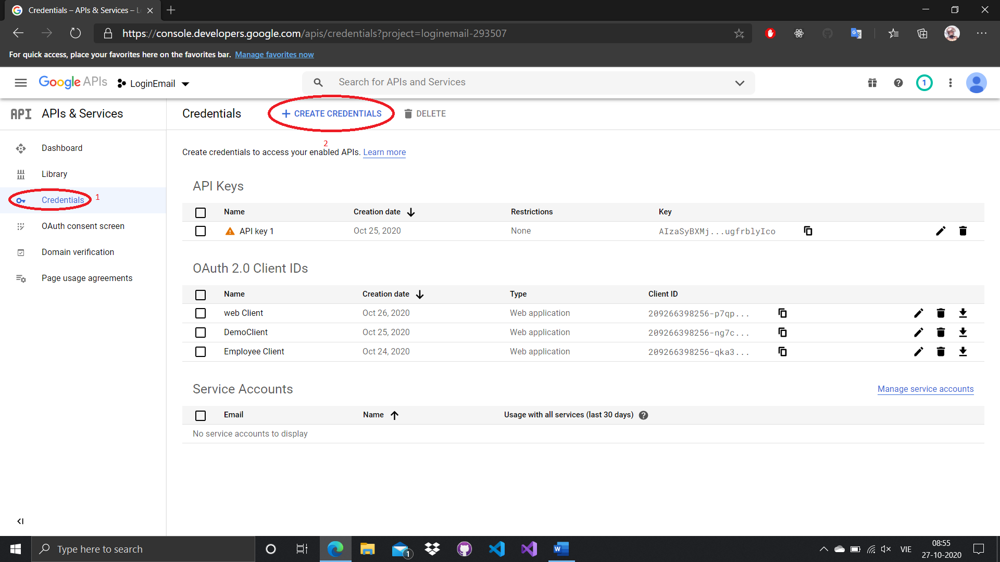 Credentials – APIs & Services – L
https://console.developers.google.com/apis/credentials?project=loginemail-293507
For quick access, place your favorites here on the favorites bar. Manage favorites now
Google APIs LoginEmail Search for APIs and Services 1
API APIs & Services
Credentials CREATE CREDENTIALS DELETE
Dashboard
Library
Credentials 1
OAuth consent screen
Domain verification
Page usage agreements
2
Create credentials to access your enabled APIs. Learn more
API Keys
Name Creation date Restrictions Key
API key 1 Oct 25, 2020 None AIzaSyBXMj...ugfrblyIco
OAuth 2.0 Client IDs
Name Creation date Type Client ID
web Client Oct 26, 2020 Web application 209266398256-p7qp...
DemoClient Oct 25, 2020 Web application 209266398256-ng7c...
Employee Client Oct 24, 2020 Web application 209266398256-qka3...
Service Accounts Manage service accounts
Email Name Usage with all services (last 30 days)
No service accounts to display
Type here to search 1 VIE 08:55
27-10-2020